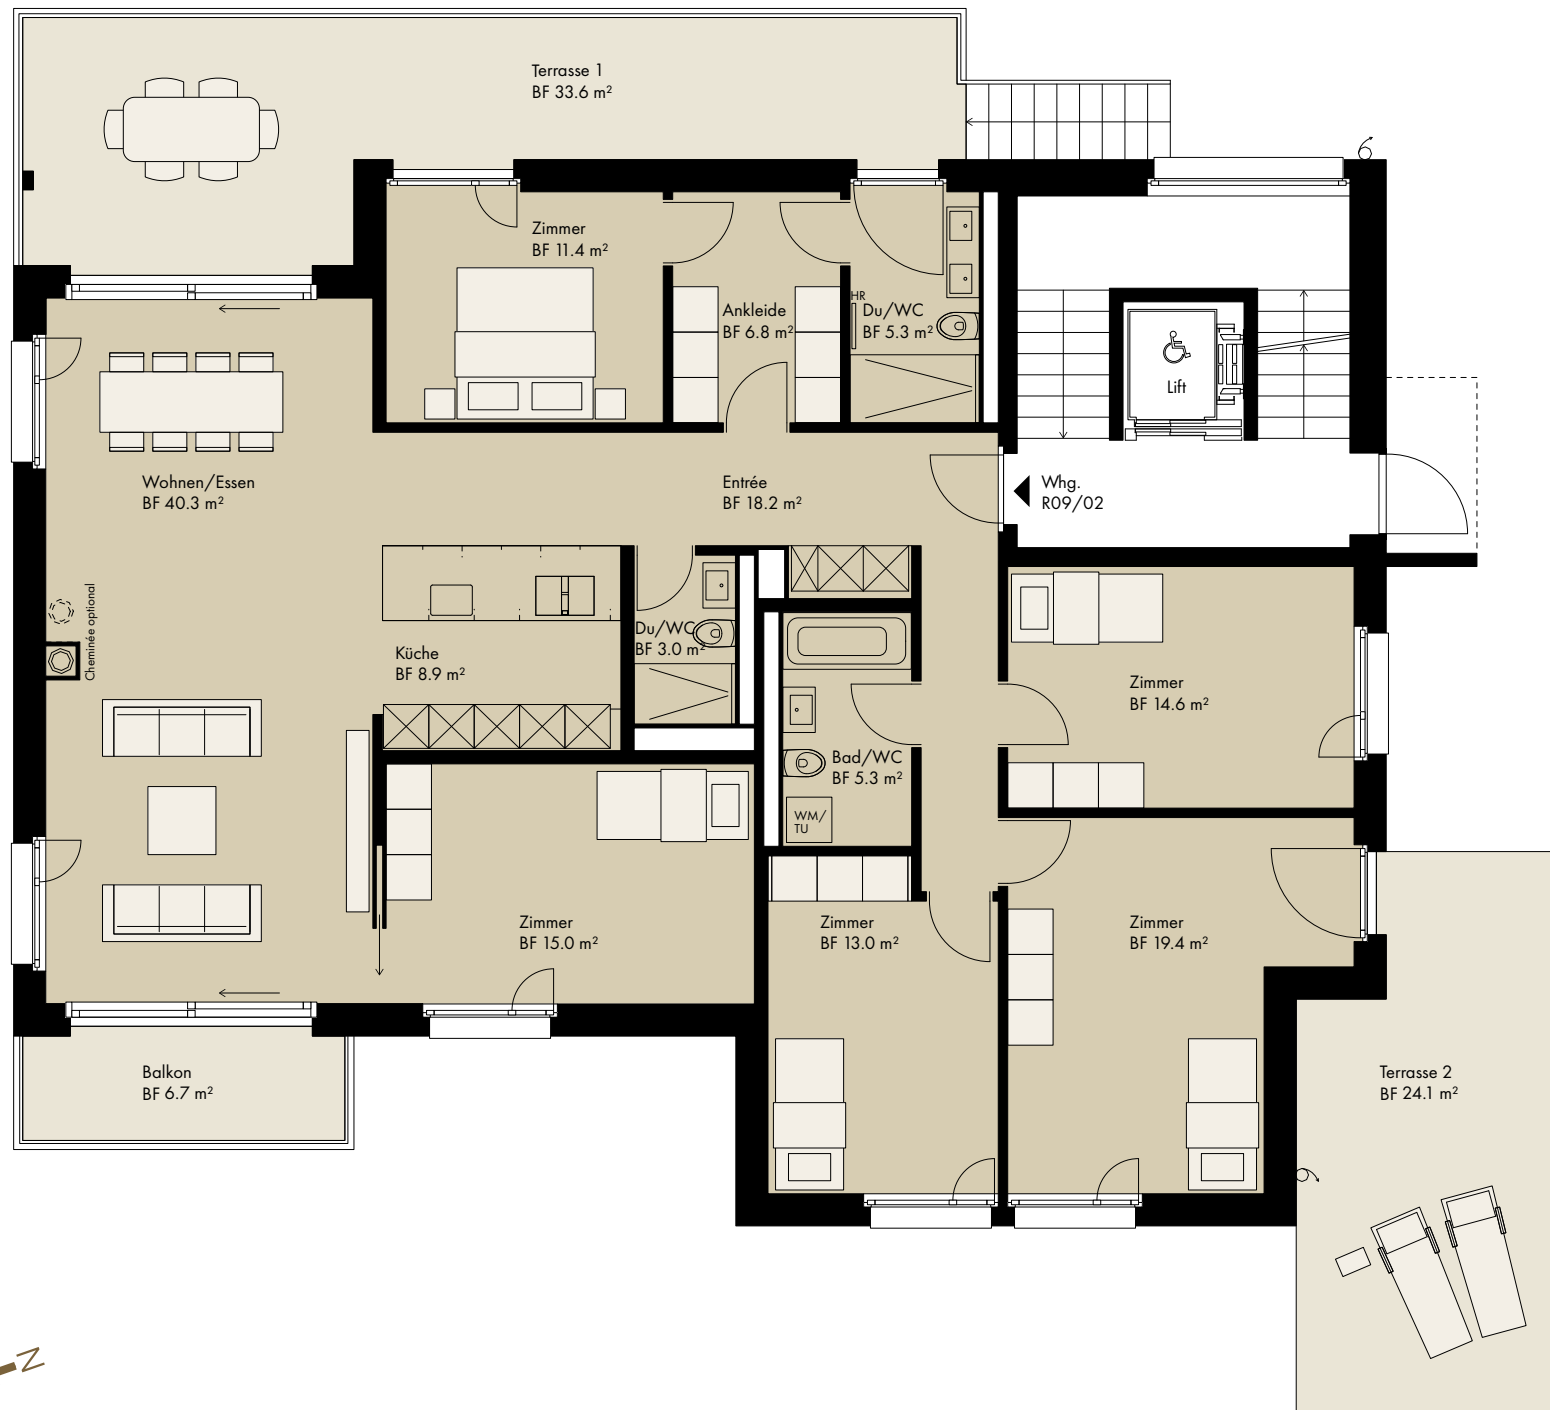 Terrasse 1
BF 33.6 m²
Zimmer
BF 11.4 m²
Ankleide
BF 6.8 m²
HR
Du/WC
BF 5.3 m²
Lift
Wohnen/Essen
BF 40.3 m²
Entrée
BF 18.2 m²
Whg.
R09/02
Cheminée optional
Küche
BF 8.9 m²
Du/WC
BF 3.0 m²
Zimmer
BF 14.6 m²
Bad/WC
BF 5.3 m²
WM/
TU
Zimmer
BF 15.0 m²
Zimmer
BF 13.0 m²
Zimmer
BF 19.4 m²
Balkon
BF 6.7 m²
Terrasse 2
BF 24.1 m²
N